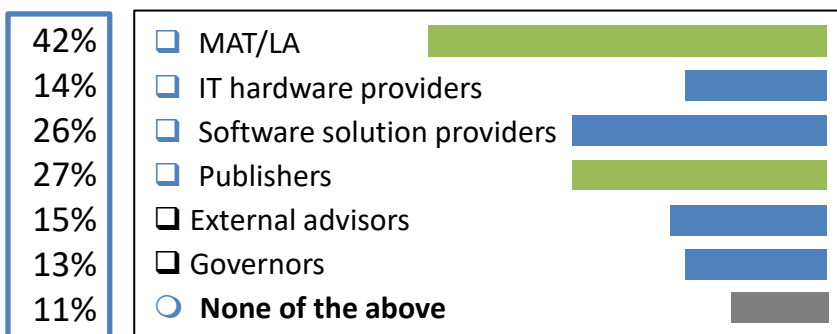 42% ❑ MAT/LA
14% ❑ IT hardware providers
26% ❑ Software solution providers
27% ❑ Publishers
15% ❑ External advisors
13% ❑ Governors
11% ❍ None of the above